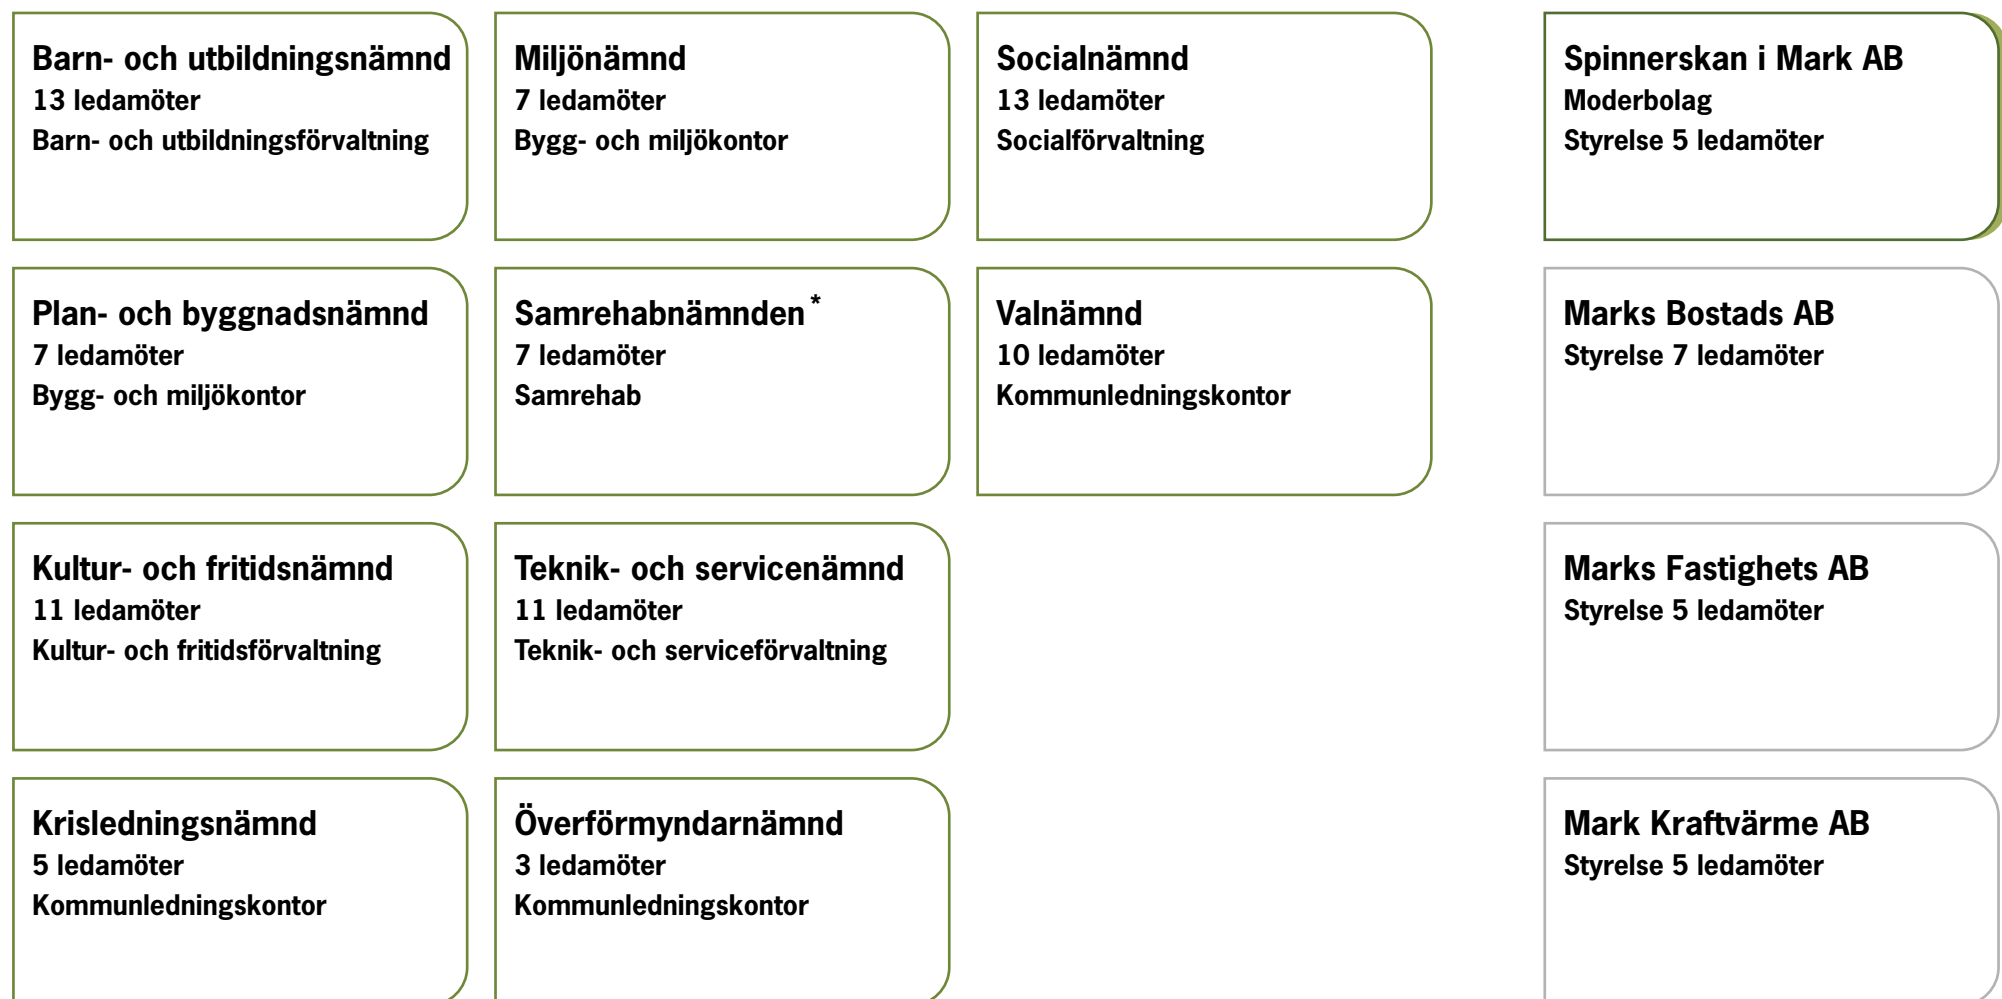 Barn- och utbildningsnämnd
13 ledamöter
Barn- och utbildningsförvaltning
Miljönämnd
7 ledamöter
Bygg- och miljökontor
Socialnämnd
13 ledamöter
Socialförvaltning
Spinnerskan i Mark AB
Moderbolag
Styrelse 5 ledamöter
Plan- och byggnadsnämnd
7 ledamöter
Bygg- och miljökontor
Samrehabnämnden*
7 ledamöter
Samrehab
Valnämnd
10 ledamöter
Kommunledningskontor
Marks Bostads AB
Styrelse 7 ledamöter
Kultur- och fritidsnämnd
11 ledamöter
Kultur- och fritidsförvaltning
Teknik- och servicenämnd
11 ledamöter
Teknik- och serviceförvaltning
Marks Fastighets AB
Styrelse 5 ledamöter
Krisledningsnämnd
5 ledamöter
Kommunledningskontor
Överförmyndarnämnd
3 ledamöter
Kommunledningskontor
Mark Kraftvärme AB
Styrelse 5 ledamöter